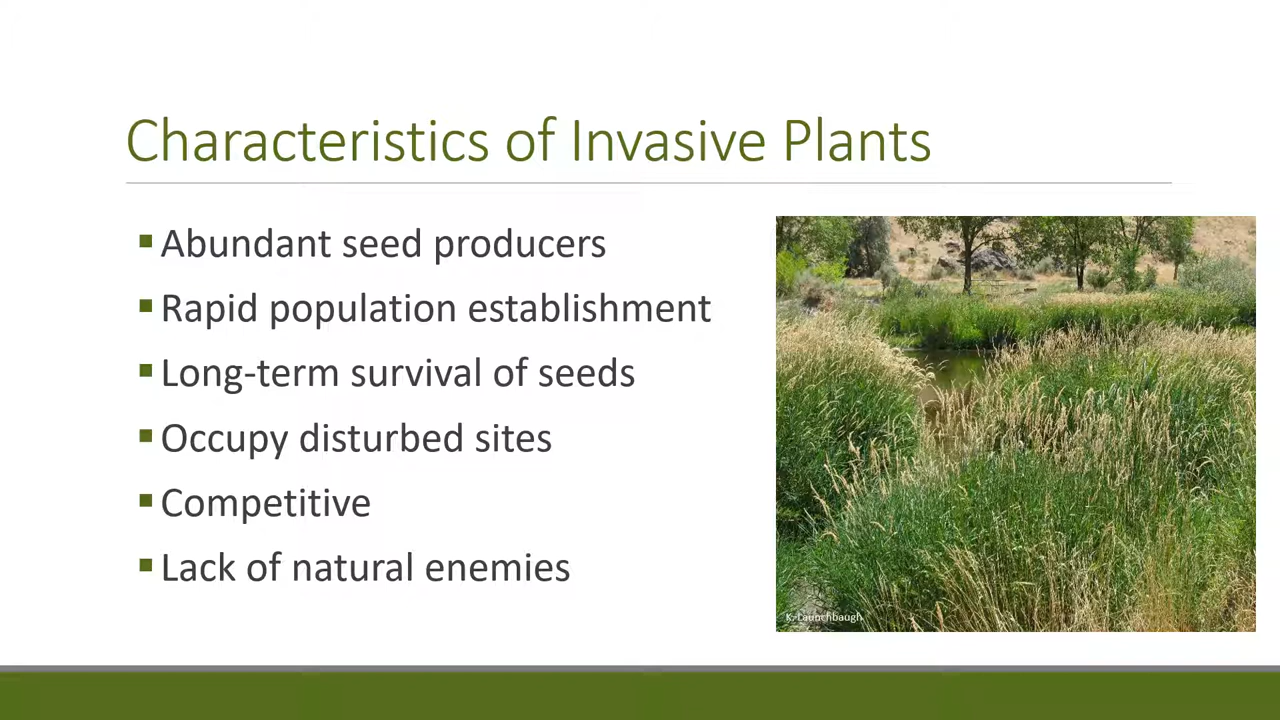 Characteristics of Invasive Plants
▪Abundant seed producers
▪Rapid population establishment
▪Long-term survival of seeds
▪Occupy disturbed sites
▪Competitive
▪Lack of natural enemies
K. Launchbaugh